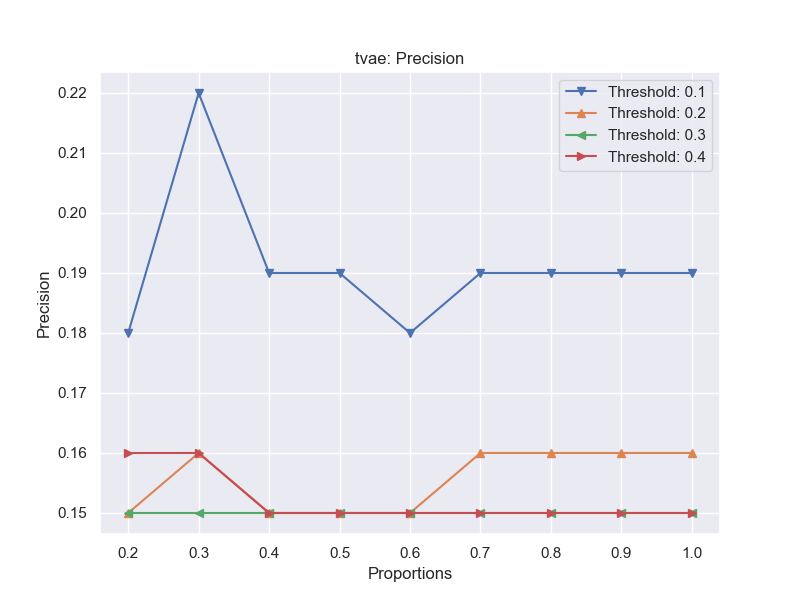 tvae: Precision
Threshold: 0.1
Threshold: 0.2
Threshold: 0.3
Threshold: 0.4
Precision
0.22
0.21
0.20
0.19
0.18
0.17
0.16
0.15
0.2 0.3 0.4 0.5 0.6 0.7 0.8 0.9 1.0
Proportions